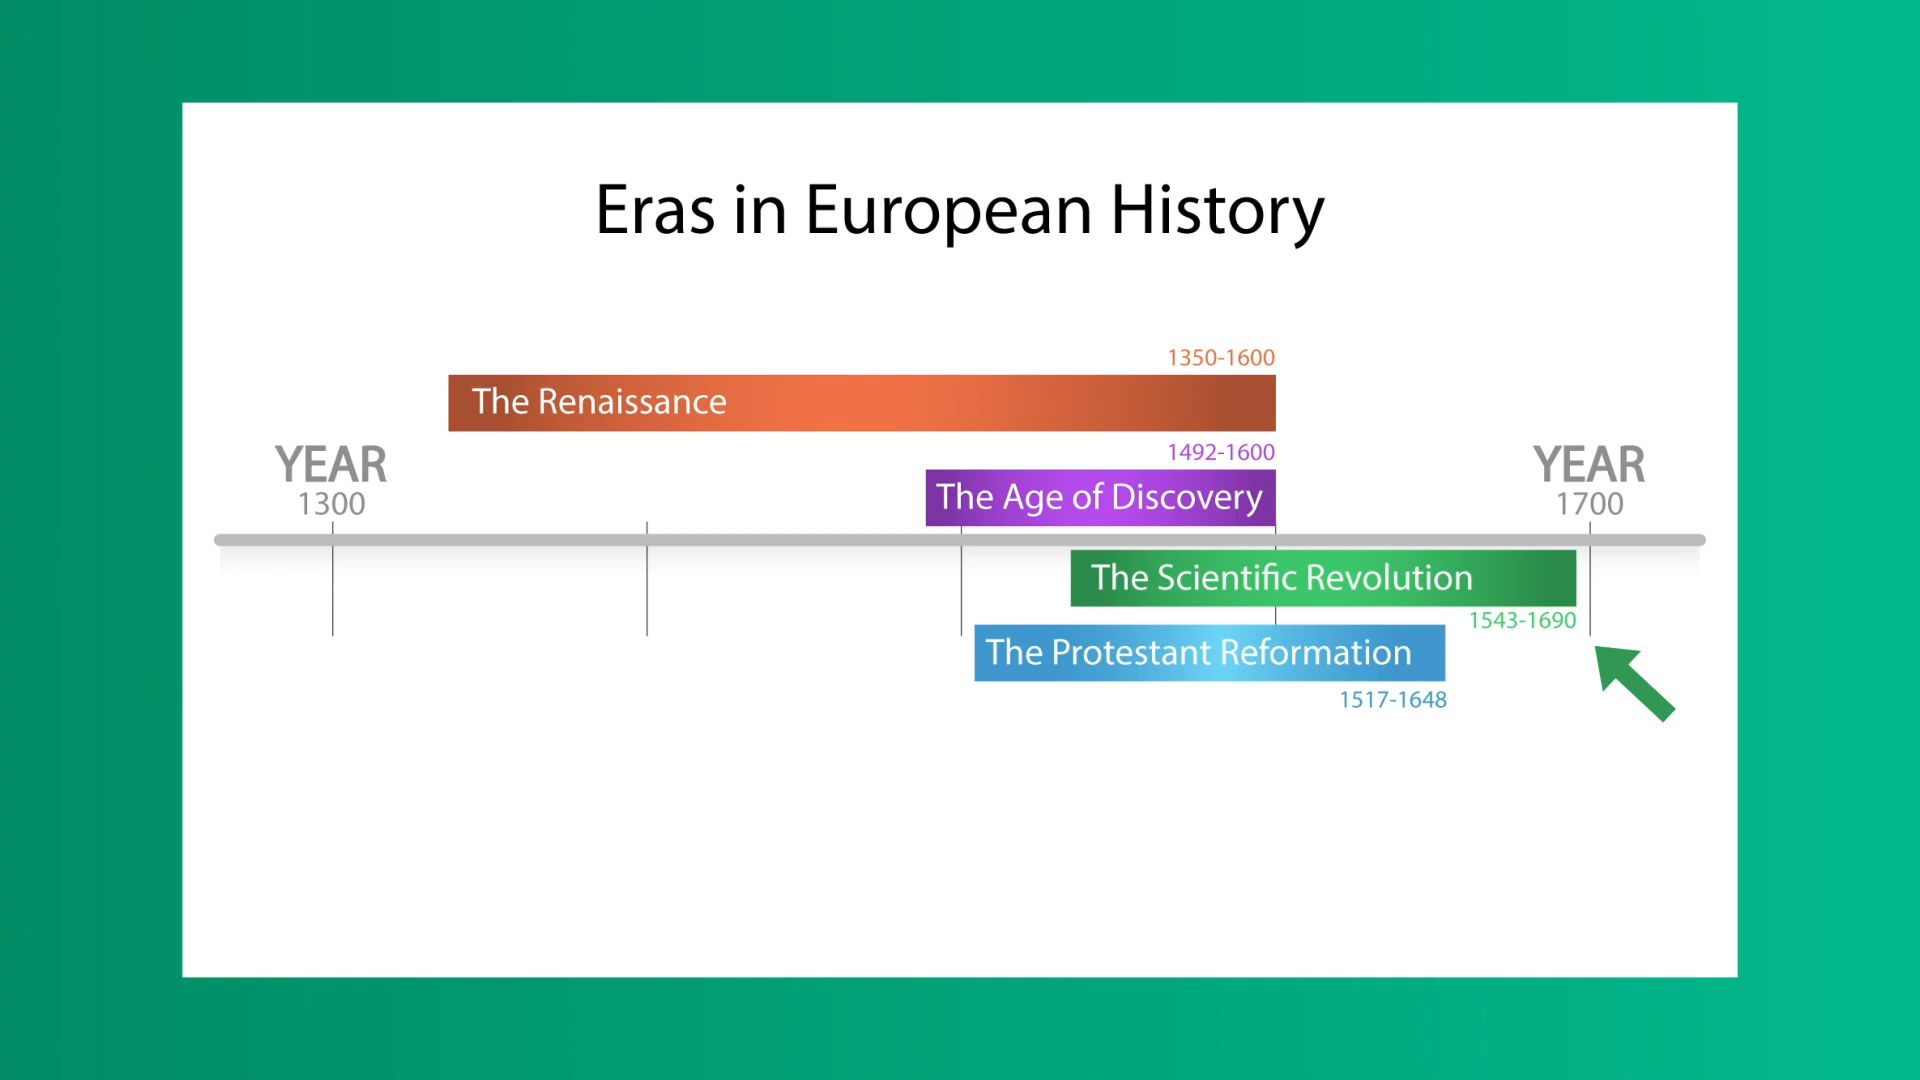 Eras in European History
1350-1600
The Renaissance
YEAR
1300
1492-1600
The Age of Discovery
YEAR
1700
The Scientific Revolution
1543-1690
The Protestant Reformation
1517-1648